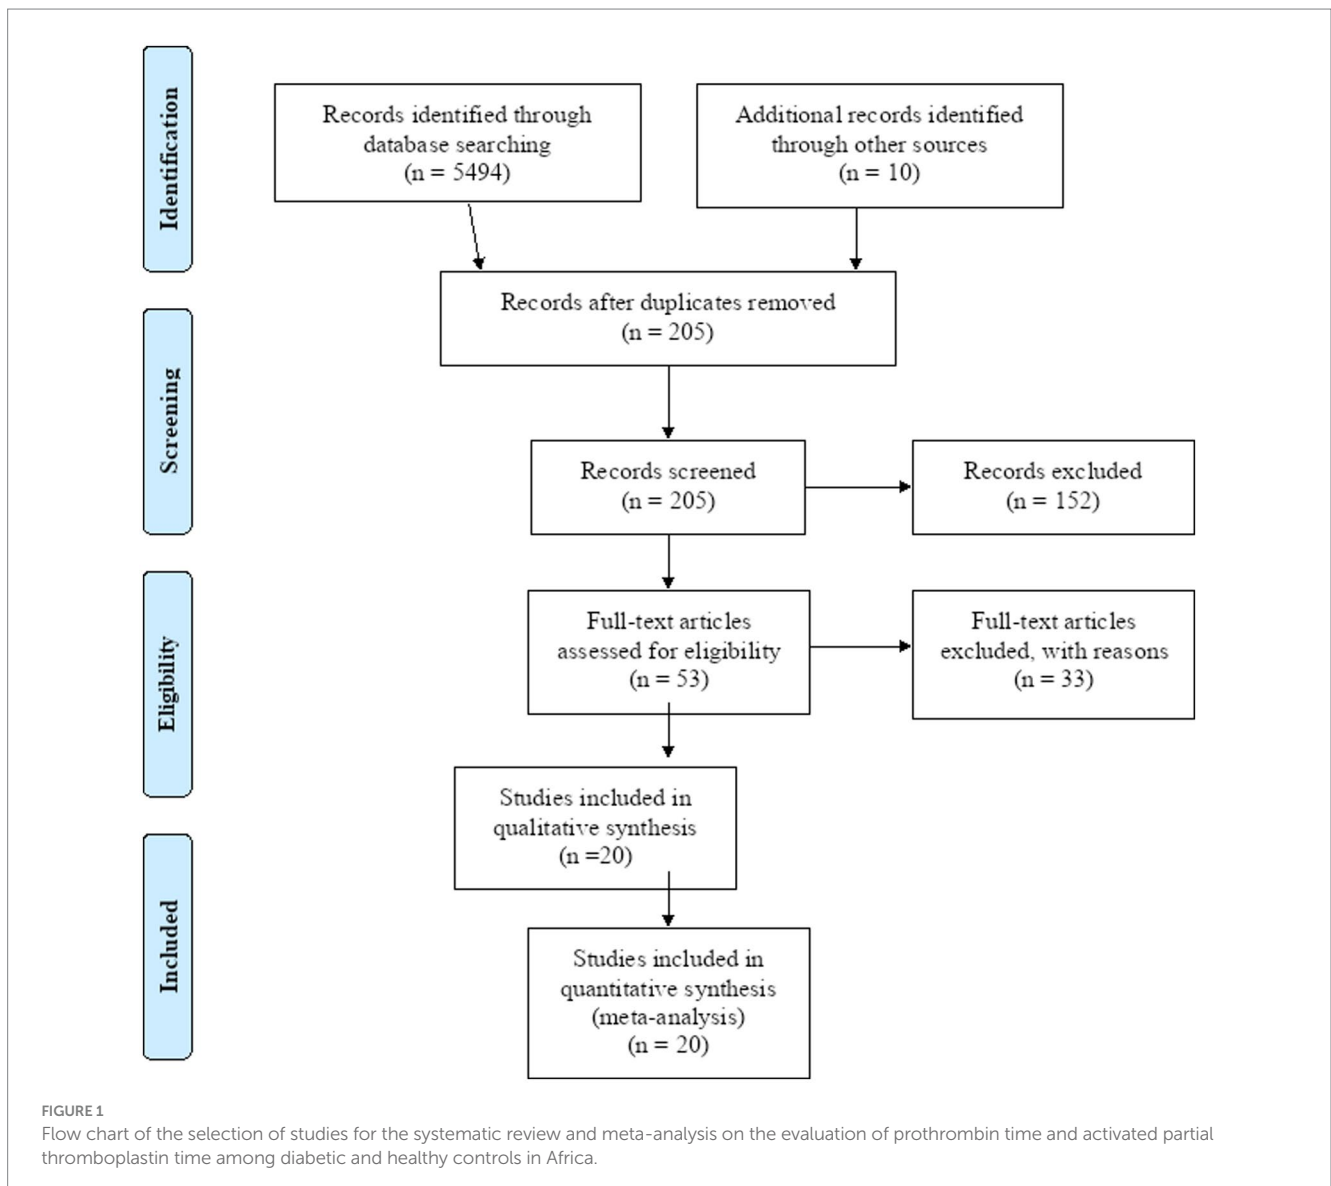 Identification
Records identified through
database searching
(n = 5494)
Additional records identified
through other sources
(n = 10)
Records after duplicates removed
(n = 205)
Screening
Records screened
(n = 205)
Records excluded
(n = 152)
Eligibility
Full-text articles
assessed for eligibility
(n = 53)
Full-text articles
excluded, with reasons
(n = 33)
Studies included in
qualitative synthesis
(n =20)
Included
Studies included in
quantitative synthesis
(meta-analysis)
(n = 20)
FIGURE 1
Flow chart of the selection of studies for the systematic review and meta-analysis on the evaluation of prothrombin time and activated partial
thromboplastin time among diabetic and healthy controls in Africa.